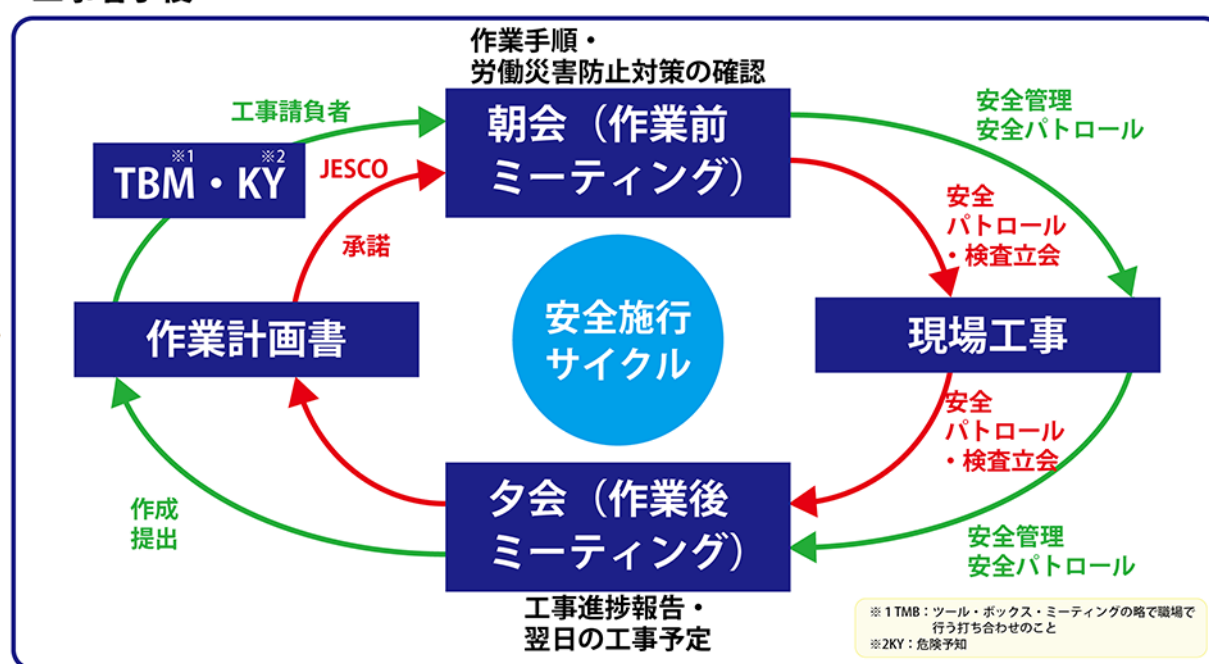 作業手順・
労働災害防止対策の確認
工事請負者
朝会（作業前
ミーティング）
安全管理
安全パトロール
※1 ※2
TBM・KY
JESCO
承諾
安全
パトロール
・検査立会
安全施行
サイクル
作業計画書
現場工事
安全
パトロール
・検査立会
夕会（作業後
ミーティング）
作成
提出
安全管理
安全パトロール
工事進捗報告・
翌日の工事予定
※1 TMB：ツール・ボックス・ミーティングの略で職場で
行う打ち合わせのこと
※2KY：危険予知